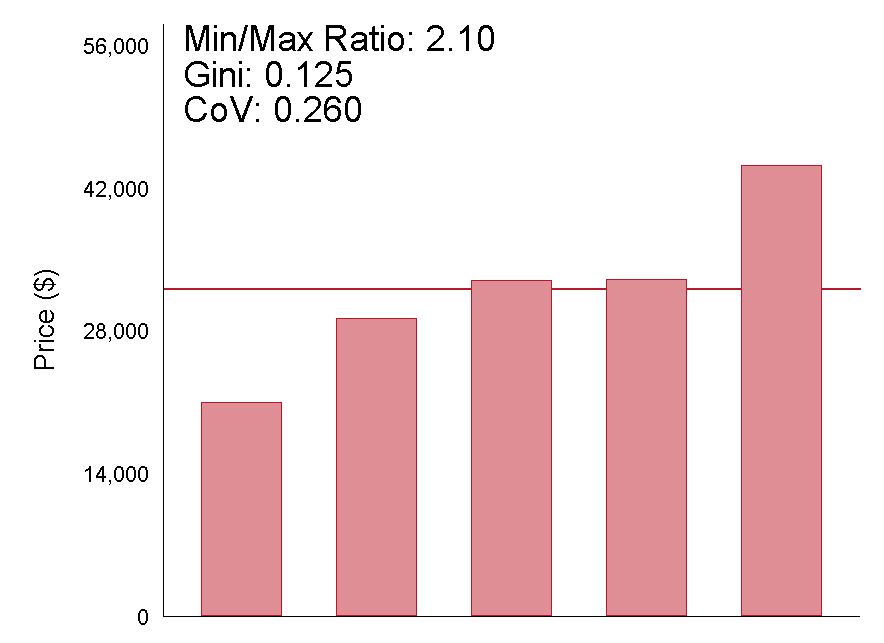 Min/Max Ratio: 2.10
Gini: 0.125
CoV: 0.260
56,000
42,000
28,000
14,000
0
Price ($)